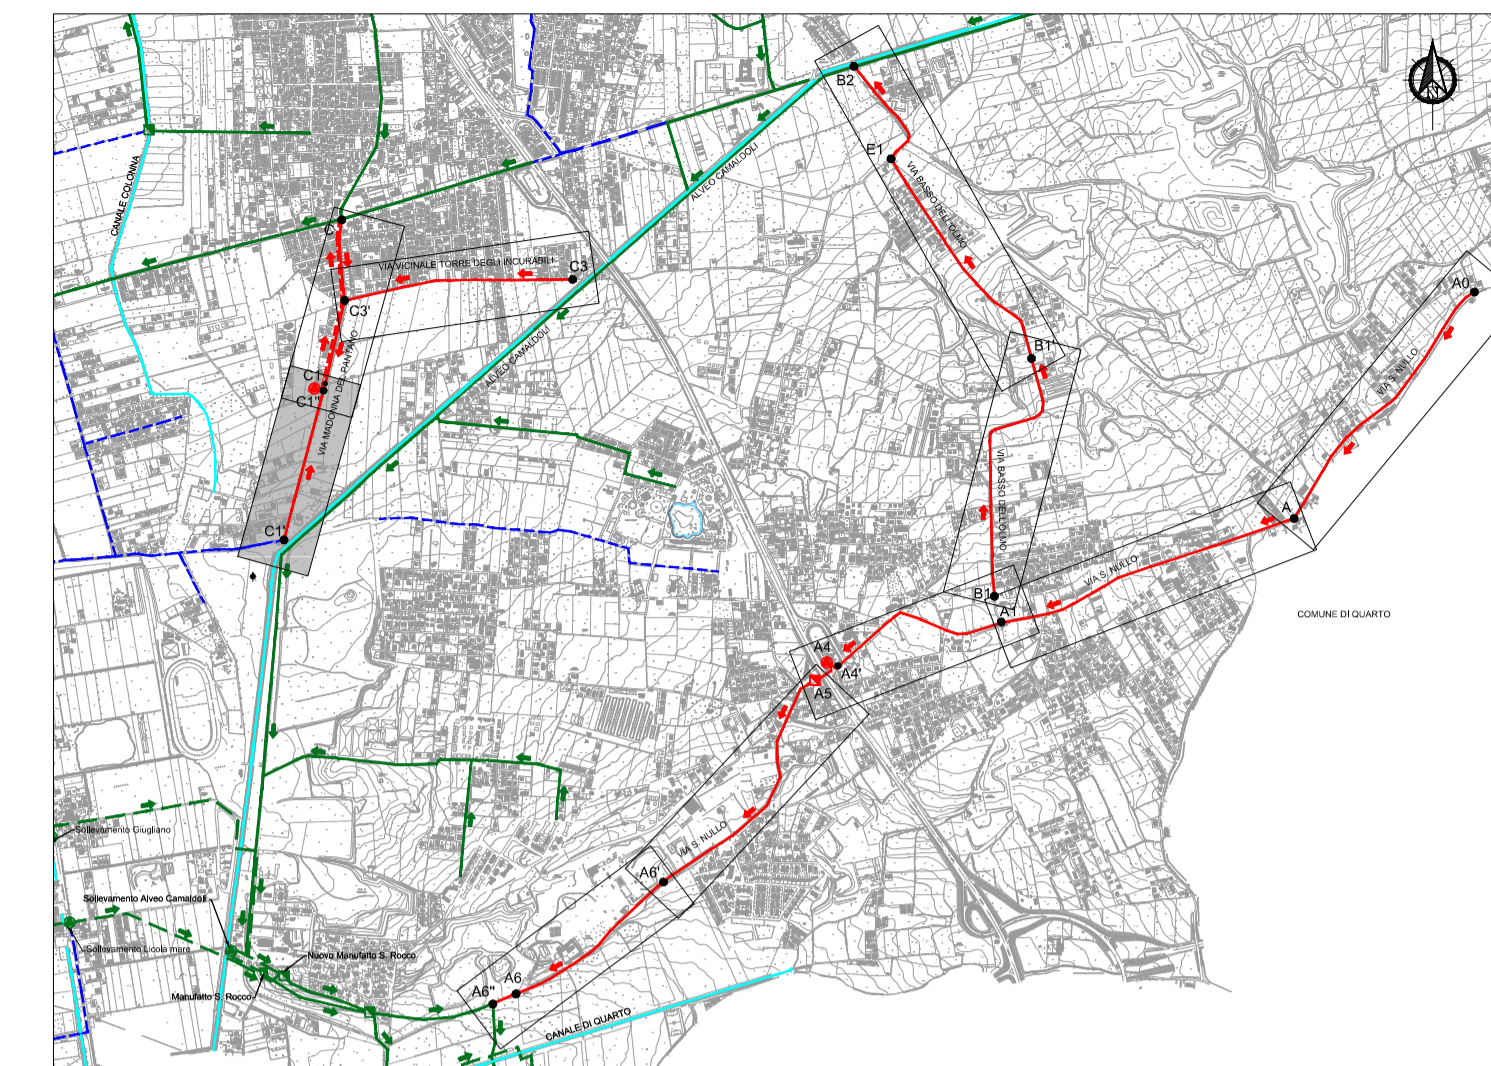 B2
E1
VIA BASSO DELL'OLMO
ALVEO CAMALDOLI
CANALE COLONNA
C
VIA VICINALE TORRE DEGLI INCURABILI
C3
A0
C3'
ALVEO CAMALDOLI
B1'
VIA S. NULLO
C1
C1"
VIA MADONNA DEL PANTANO
VIA BASSO DELL'OLMO
A
C1'
VIA S. NULLO
B1
A1
COMUNE DI QUARTO
A4
A4'
A5
Sollevamento Giugliano
VIA S. NULLO
A6'
Sollevamento Alveo Camaldoli
Sollevamento Licola mare
Nuovo Manufatto S. Rocco
A6
A6"
Manufatto S. Rocco
CANALE DI QUARTO